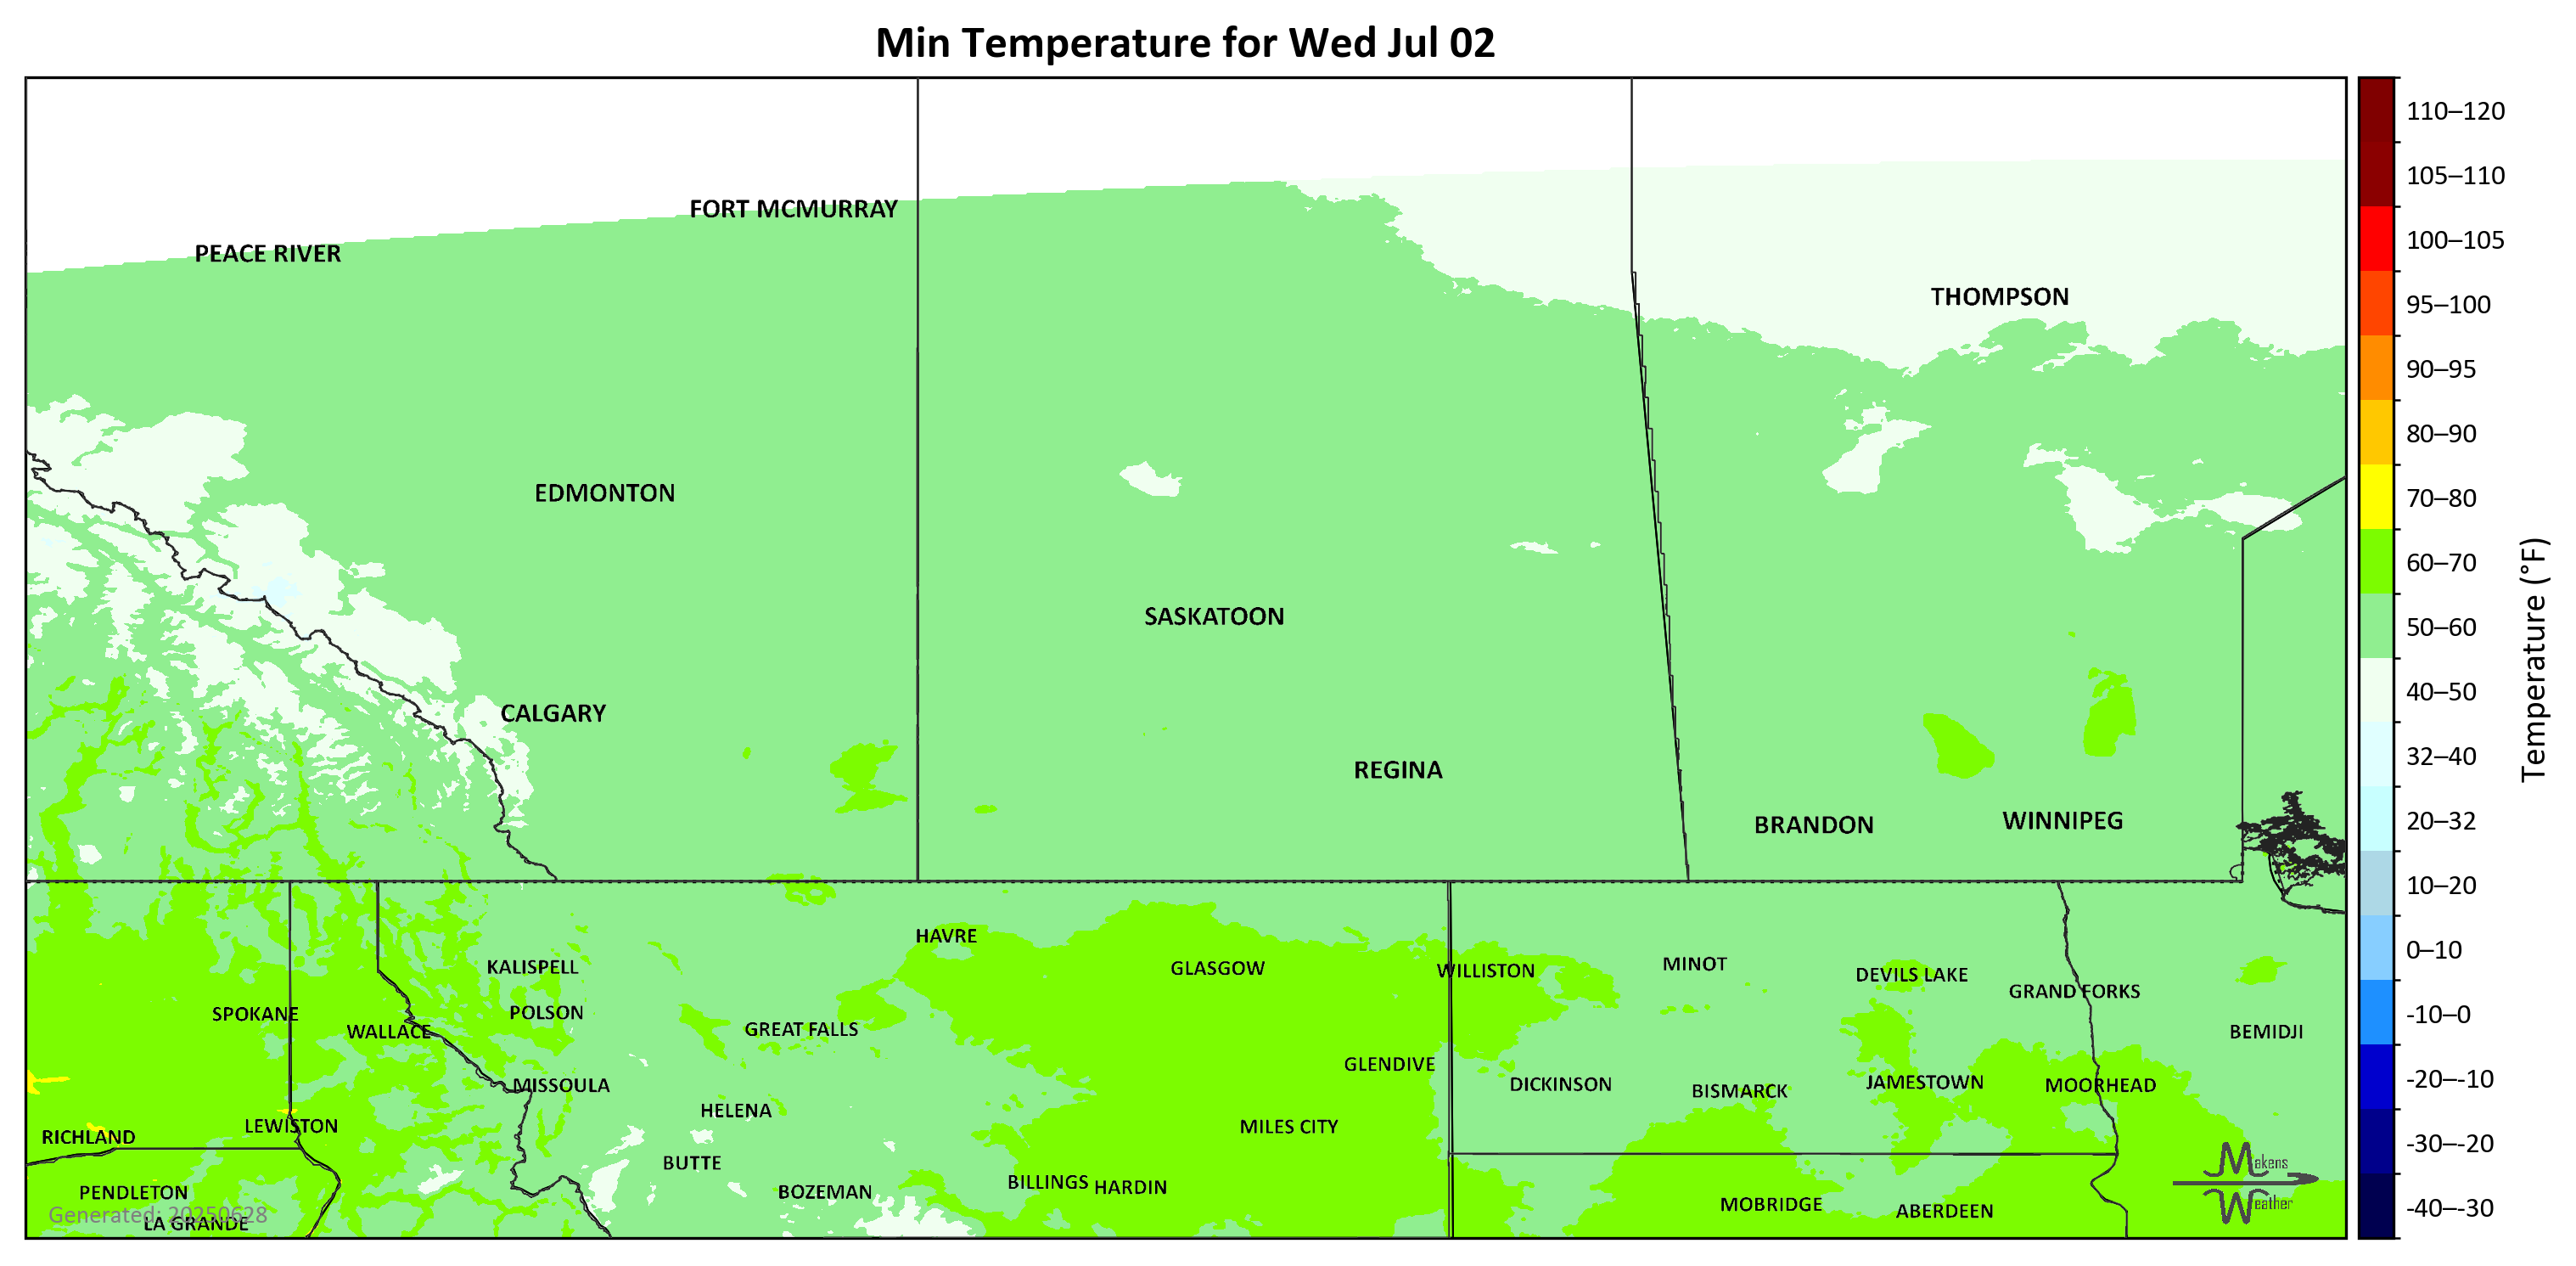 Min Temperature for Wed Jul 02
FORT MCMURRAY
PEACE RIVER
THOMPSON
EDMONTON
SASKATOON
CALGARY
REGINA
BRANDON
WINNIPEG
HAVRE
KALISPELL
GLASGOW
WILLISTON
MINOT
DEVILS LAKE
GRAND FORKS
SPOKANE
POLSON
WALLACE
GREAT FALLS
BEMIDJI
GLENDIVE
MISSOULA
DICKINSON
BISMARCK
JAMESTOWN
MOORHEAD
HELENA
LEWISTON
MILES CITY
RICHLAND
BUTTE
PENDLETON
BOZEMAN
BILLINGS
HARDIN
MOBRIDGE
ABERDEEN
Generated: 20250628
LA GRANDE
Makens
Weather
110–120
105–110
100–105
95–100
90–95
80–90
70–80
60–70
50–60
40–50
32–40
20–32
10–20
0–10
-10–0
-20–-10
-30–-20
-40–-30
Temperature (°F)